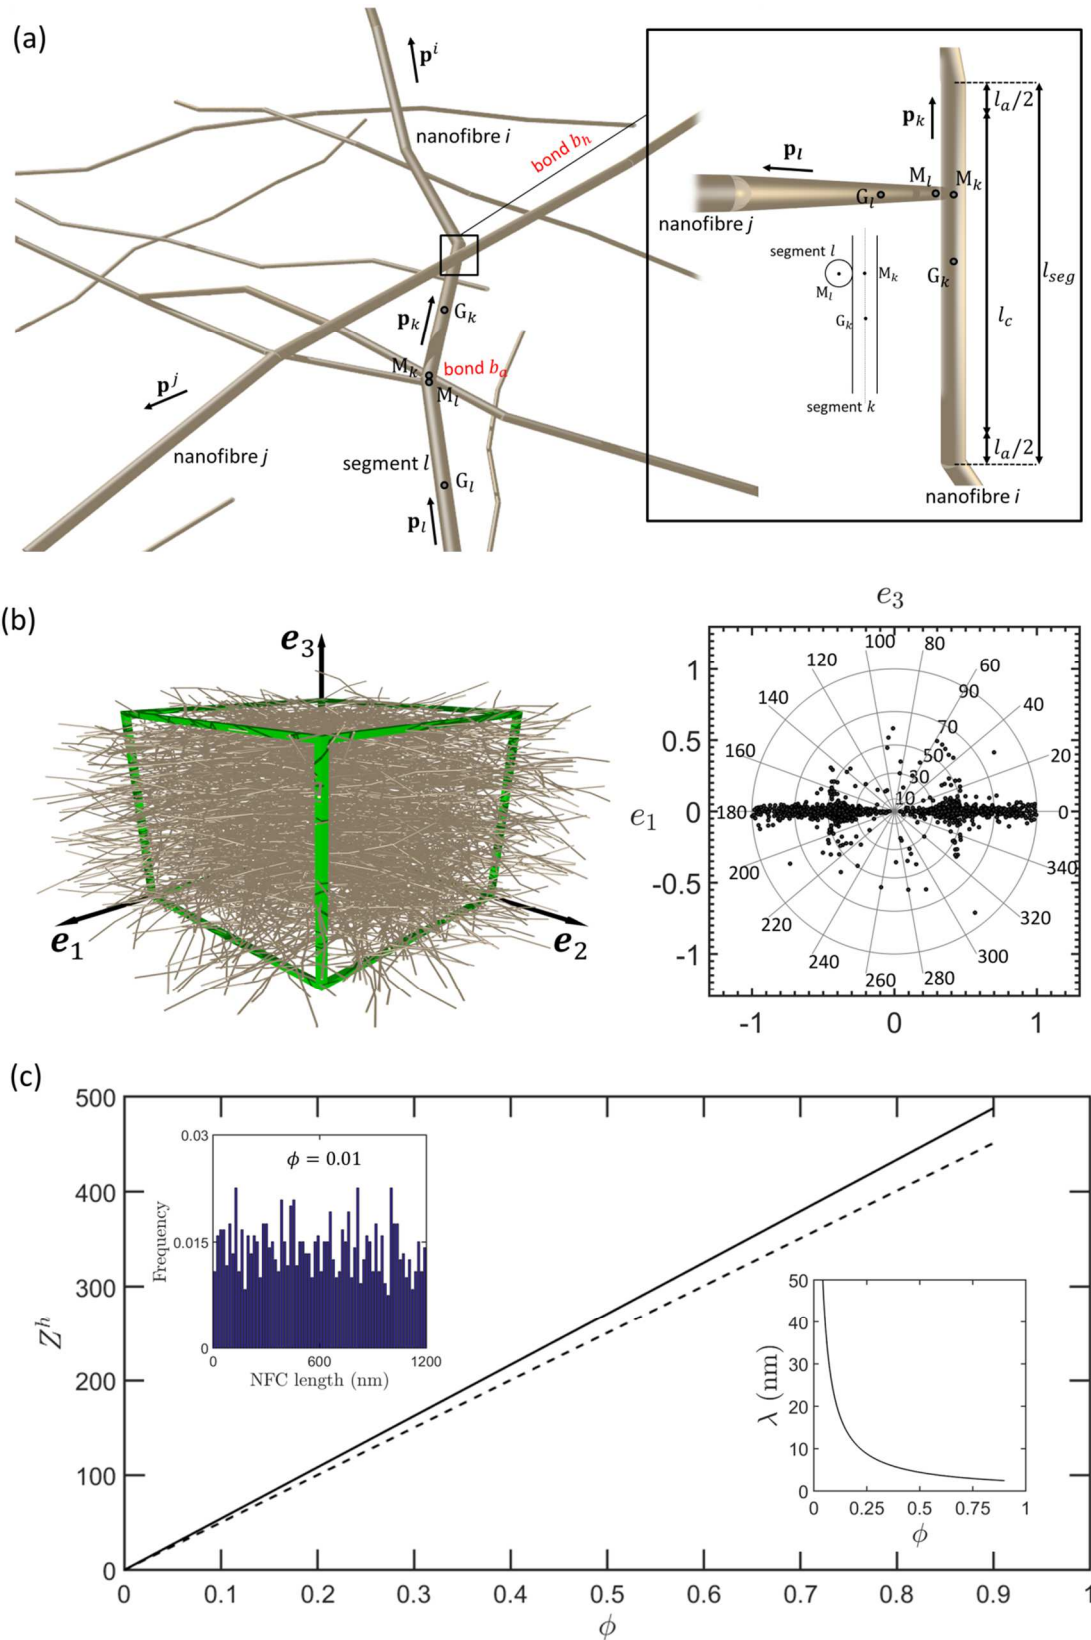 (a)
p^i
nanofibre i
bond b_h
p_k
G_k
M_k
bond b_a
M_l
p^j
nanofibre j
segment l
G_l
p_l
l_a/2
p_k
p_l
M_l
M_k
G_l
nanofibre j
segment l
M_k
M_l
G_k
G_k
l_seg
l_c
segment k
l_a/2
nanofibre i
(b)
e_3
e_1
e_2
e_3
100 80
120 60
140 90 40
160 70 20
50
30
10
180 0
200 340
220 320
240 300
260 280
1
0.5
0
-0.5
-1
e_1
-1 0 1
(c)
500
400
300
200
100
0
Z^h
0 0.1 0.2 0.3 0.4 0.5 0.6 0.7 0.8 0.9 1
ϕ
0.03
0.015
0
Frequency
ϕ = 0.01
0 600 1200
NFC length (nm)
50
40
30
20
10
0
λ (nm)
0 0.25 0.5 0.75 1
ϕ